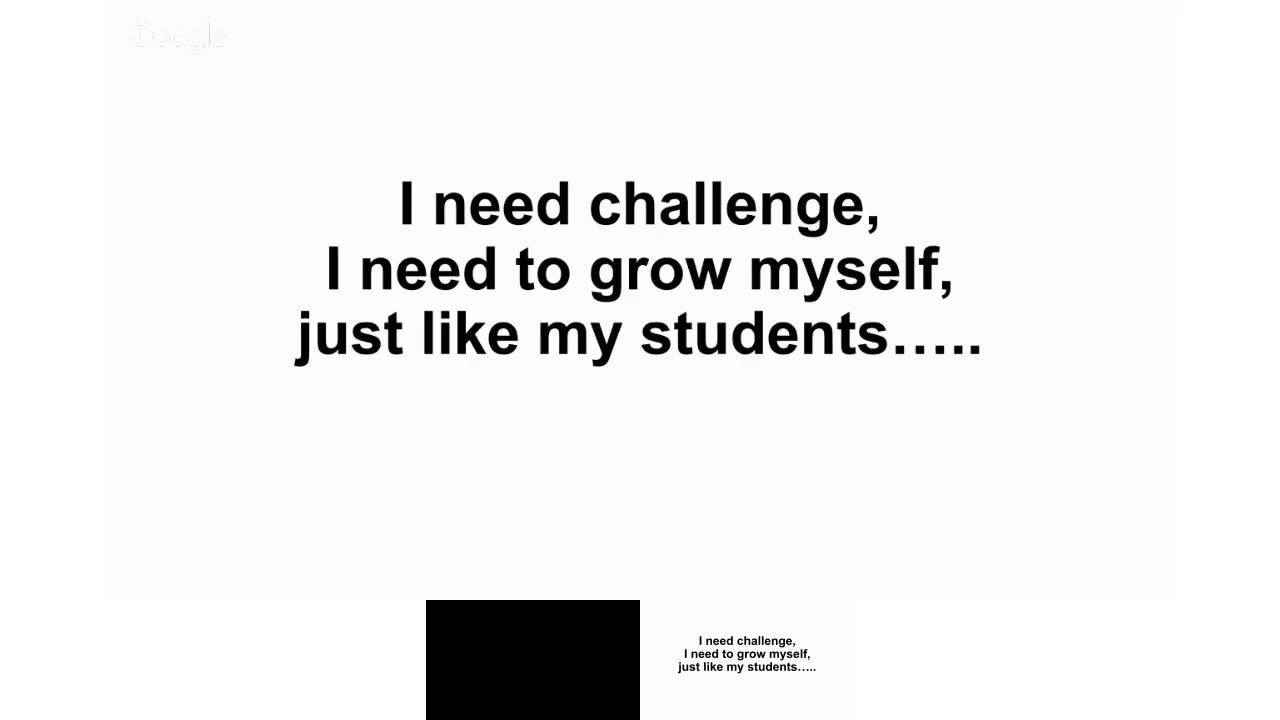 Google
I need challenge,
I need to grow myself,
just like my students…..
I need challenge,
I need to grow myself,
just like my students…..